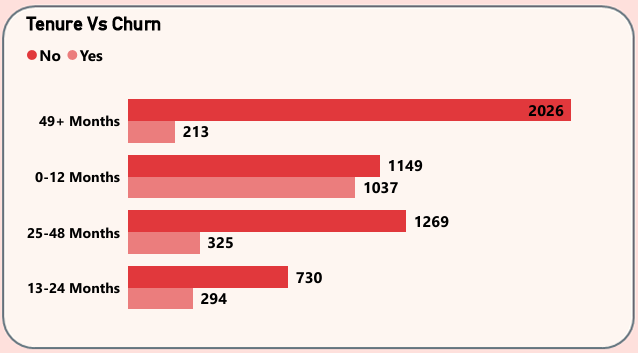 Tenure Vs Churn
No Yes
49+ Months
2026
213
0-12 Months
1149
1037
25-48 Months
1269
325
13-24 Months
730
294